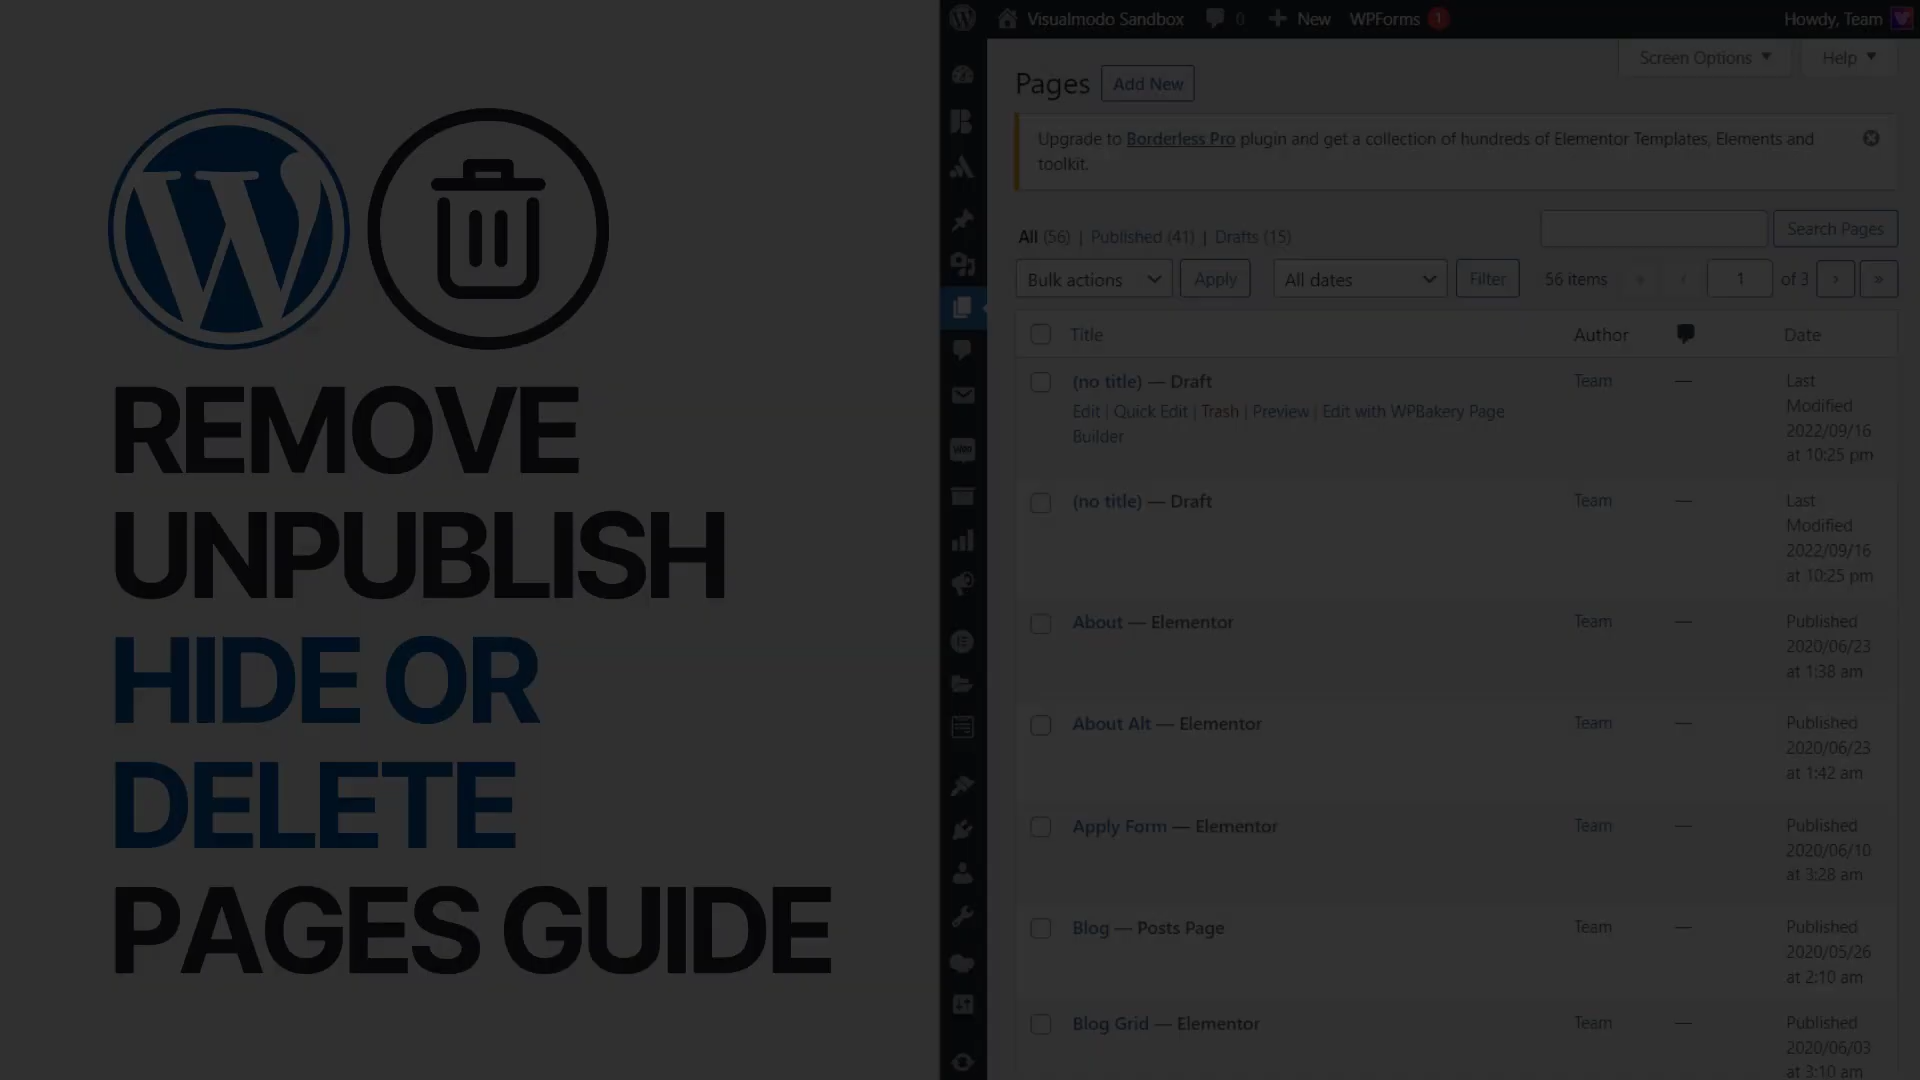 REMOVE
UNPUBLISH
HIDE OR
DELETE
PAGES GUIDE
Visualmodo Sandbox 0 New WPForms 1 Howdy, Team
Screen Options Help
Pages Add New
Upgrade to Borderless Pro plugin and get a collection of hundreds of Elementor Templates, Elements and
toolkit.
All (56) | Published (41) | Drafts (15) Search Pages
Bulk actions Apply All dates Filter 56 items « ‹ 1 of 3 › »
Title Author Date
(no title) — Draft Team — Last
Modified
2022/09/16
at 10:25 pm
Edit | Quick Edit | Trash | Preview | Edit with WPBakery Page
Builder
(no title) — Draft Team — Last
Modified
2022/09/16
at 10:25 pm
About — Elementor Team — Published
2020/06/23
at 1:38 am
About Alt — Elementor Team — Published
2020/06/23
at 1:42 am
Apply Form — Elementor Team — Published
2020/06/10
at 3:28 am
Blog — Posts Page Team — Published
2020/05/26
at 2:10 am
Blog Grid — Elementor Team — Published
2020/06/03
at 3:10 am